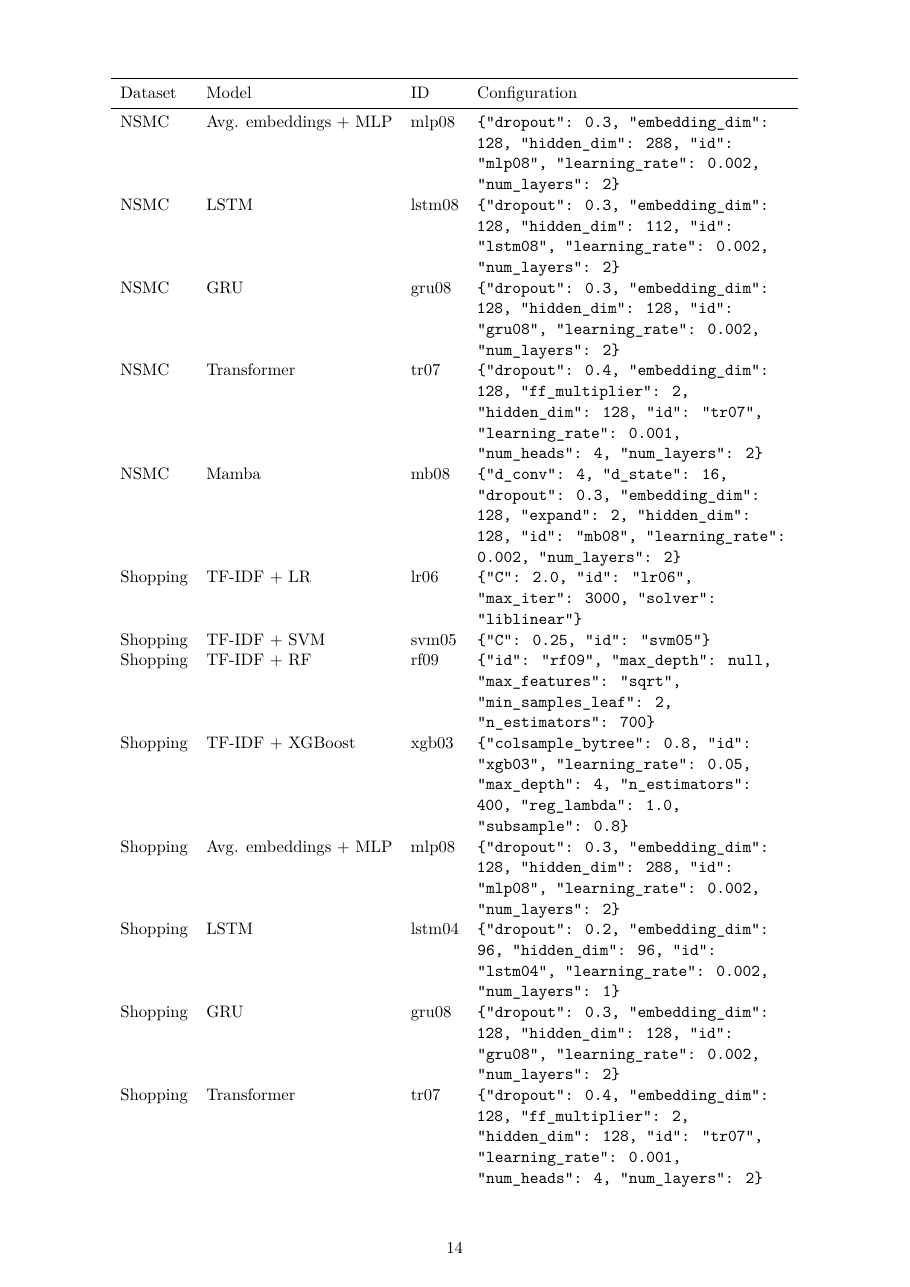 Dataset Model ID Configuration
NSMC Avg. embeddings + MLP mlp08 {"dropout": 0.3, "embedding_dim":
128, "hidden_dim": 288, "id":
"mlp08", "learning_rate": 0.002,
"num_layers": 2}
NSMC LSTM lstm08 {"dropout": 0.3, "embedding_dim":
128, "hidden_dim": 112, "id":
"lstm08", "learning_rate": 0.002,
"num_layers": 2}
NSMC GRU gru08 {"dropout": 0.3, "embedding_dim":
128, "hidden_dim": 128, "id":
"gru08", "learning_rate": 0.002,
"num_layers": 2}
NSMC Transformer tr07 {"dropout": 0.4, "embedding_dim":
128, "ff_multiplier": 2,
"hidden_dim": 128, "id": "tr07",
"learning_rate": 0.001,
"num_heads": 4, "num_layers": 2}
NSMC Mamba mb08 {"d_conv": 4, "d_state": 16,
"dropout": 0.3, "embedding_dim":
128, "expand": 2, "hidden_dim":
128, "id": "mb08", "learning_rate":
0.002, "num_layers": 2}
Shopping TF-IDF + LR lr06 {"C": 2.0, "id": "lr06",
"max_iter": 3000, "solver":
"liblinear"}
Shopping TF-IDF + SVM svm05 {"C": 0.25, "id": "svm05"}
Shopping TF-IDF + RF rf09 {"id": "rf09", "max_depth": null,
"max_features": "sqrt",
"min_samples_leaf": 2,
"n_estimators": 700}
Shopping TF-IDF + XGBoost xgb03 {"colsample_bytree": 0.8, "id":
"xgb03", "learning_rate": 0.05,
"max_depth": 4, "n_estimators":
400, "reg_lambda": 1.0,
"subsample": 0.8}
Shopping Avg. embeddings + MLP mlp08 {"dropout": 0.3, "embedding_dim":
128, "hidden_dim": 288, "id":
"mlp08", "learning_rate": 0.002,
"num_layers": 2}
Shopping LSTM lstm04 {"dropout": 0.2, "embedding_dim":
96, "hidden_dim": 96, "id":
"lstm04", "learning_rate": 0.002,
"num_layers": 1}
Shopping GRU gru08 {"dropout": 0.3, "embedding_dim":
128, "hidden_dim": 128, "id":
"gru08", "learning_rate": 0.002,
"num_layers": 2}
Shopping Transformer tr07 {"dropout": 0.4, "embedding_dim":
128, "ff_multiplier": 2,
"hidden_dim": 128, "id": "tr07",
"learning_rate": 0.001,
"num_heads": 4, "num_layers": 2}
14